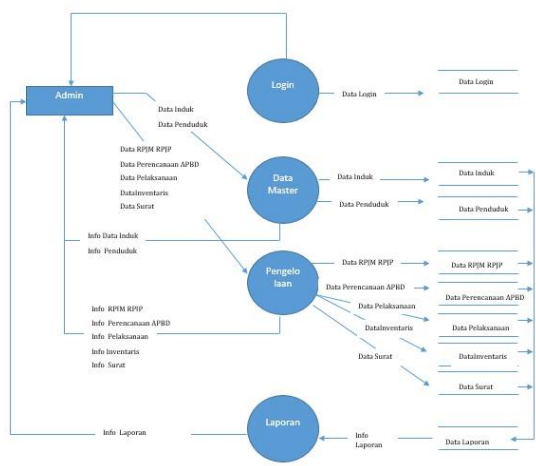 Login
Data Login
Data Login
Admin
Data Induk
Data Penduduk
Data RPJM RPJP
Data Perencanaan APBD
Data Pelaksanaan
DataInventaris
Data Surat
Data
Master
Data Induk
Data Penduduk
Data Induk
Data Penduduk
Info Data Induk
Info Penduduk
Pengelo
laan
Data RPJM RPJP
Data Perencanaan APBD
Data Pelaksanaan
DataInventaris
Data Surat
Data RPJM RPJP
Data Perencanaan APBD
Data Pelaksanaan
DataInventaris
Data Surat
Info RPJM RPJP
Info Perencanaan APBD
Info Pelaksanaan
Info Inventaris
Info Surat
Laporan
Info Laporan
Info
Laporan
Data Laporan